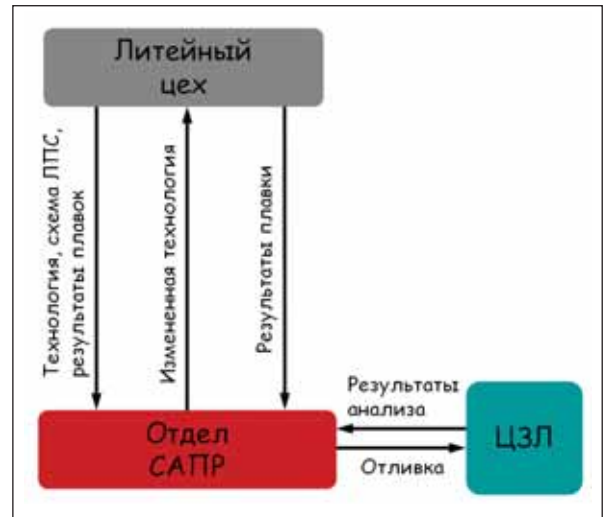 Литейный
цех
Технология, схема ЛПС,
результаты плавок
Измененная технология
Результаты плавки
Результаты
анализа
Отдел
САПР
Отливка
ЦЗЛ